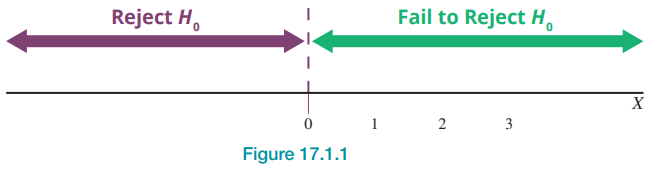 Reject H₀ Fail to Reject H₀
X
0 1 2 3
Figure 17.1.1